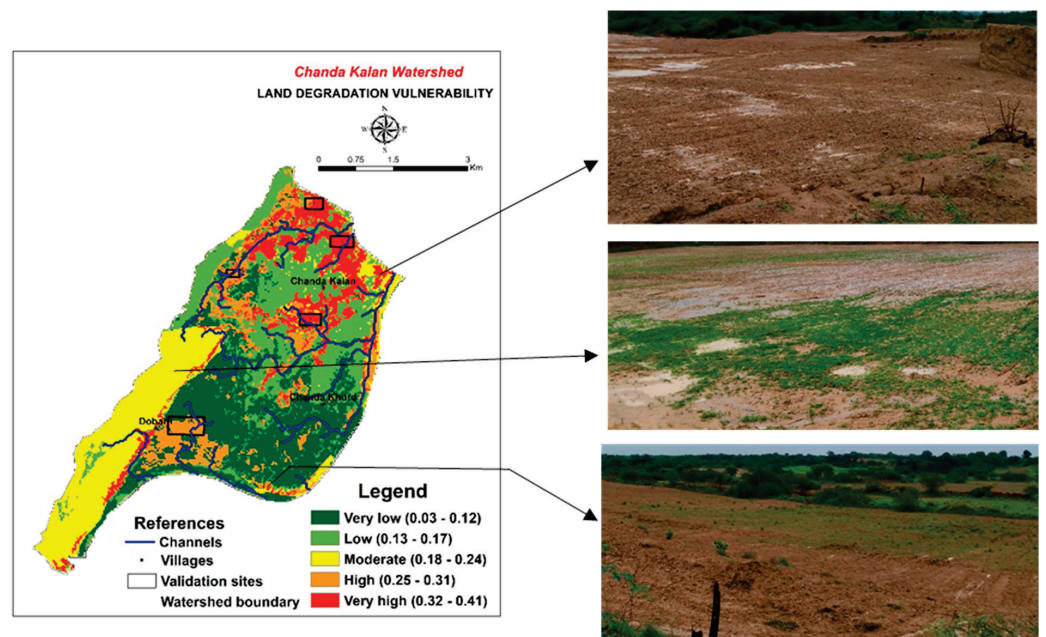 Chanda Kalan Watershed
LAND DEGRADATION VULNERABILITY
N
W E
S
0 0.75 1.5 3
Km
Chanda Kalan
Chanda Khurd
Legend
Very low (0.03 - 0.12)
Low (0.13 - 0.17)
Moderate (0.18 - 0.24)
High (0.25 - 0.31)
Very high (0.32 - 0.41)
References
Channels
Villages
Validation sites
Watershed boundary